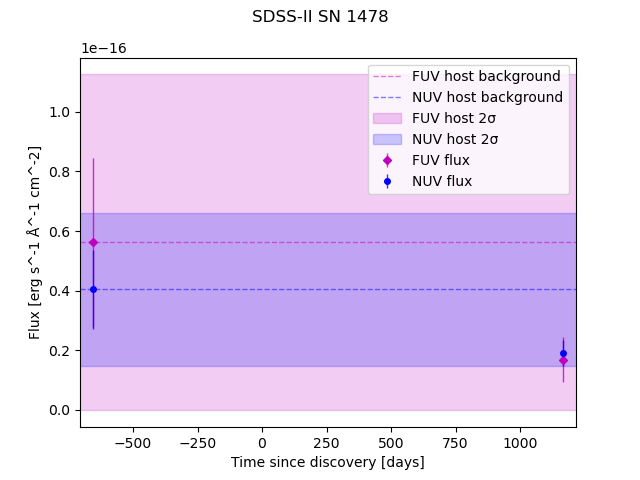 SDSS-II SN 1478
1e−16
FUV host background
NUV host background
FUV host 2σ
NUV host 2σ
FUV flux
NUV flux
1.0
0.8
0.6
0.4
0.2
0.0
Flux [erg s^-1 Å^-1 cm^-2]
−500 −250 0 250 500 750 1000
Time since discovery [days]